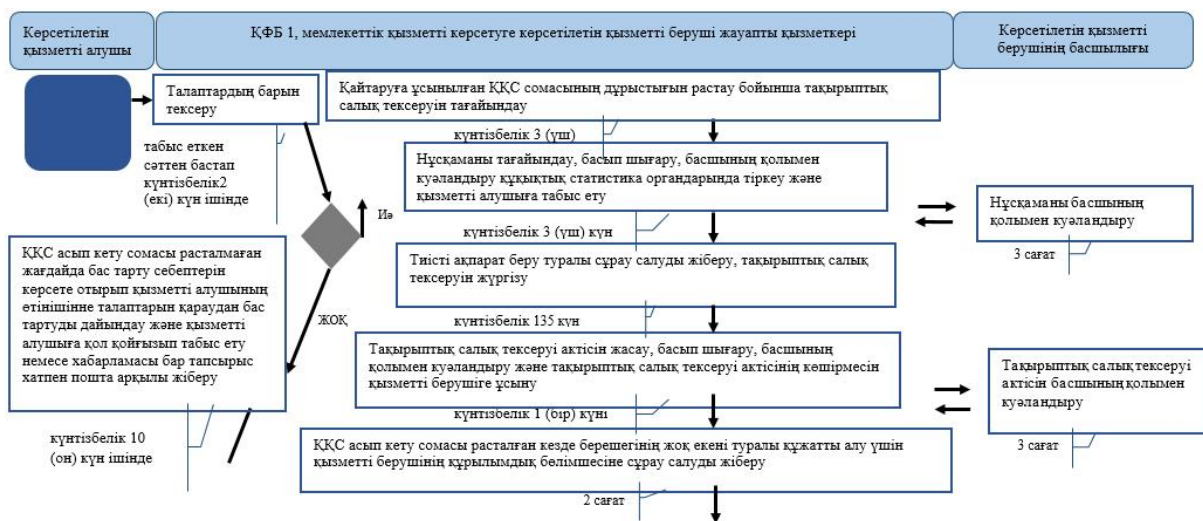 Көрсетілетін
қызметті алушы
ҚФБ 1, мемлекеттік қызметті көрсетуге көрсетілетін қызметті беруші жауапты қызметкері
Көрсетілетін қызметті
берушінің басшылығы
Талаптардың барын
тексеру
табыс еткен
сәттен бастап
күнтізбелік2
(екі) күн ішінде
Қайтаруға ұсынылған ҚҚС сомасының дұрыстығын растау бойынша тақырыптық
салық тексеруін тағайындау
күнтізбелік 3 (үш)
Нұсқаманы тағайындау, басып шығару, басшының қолымен
куәландыру құқықтық статистика органдарында тіркеу және
қызметті алушыға табыс ету
Иә
күнтізбелік 3 (үш) күн
Нұсқаманы басшының
қолымен куәландыру
3 сағат
ҚҚС асып кету сомасы расталмаған
жағдайда бас тарту себептерін
көрсете отырып қызметті алушының
өтінішінне талаптарын қараудан бас
тартуды дайындау және қызметті
алушыға қол қойғызып табыс ету
немесе хабарламасы бар тапсырыс
хатпен пошта арқылы жіберу
ЖОҚ
күнтізбелік 10
(он) күн ішінде
Тиісті ақпарат беру туралы сұрау салуды жіберу, тақырыптық салық
тексеруін жүргізу
күнтізбелік 135 күн
Тақырыптық салық тексеруі актісін жасау, басып шығару, басшының
қолымен куәландыру және тақырыптық салық тексеруі актісінің көшірмесін
қызметті берушіге ұсыну
күнтізбелік 1 (бір) күні
Тақырыптық салық тексеруі
актісін басшының қолымен
куәландыру
3 сағат
ҚҚС асып кету сомасы расталған кезде берешегінің жоқ екені туралы құжатты алу үшін
қызметті берушінің құрылымдық бөлімшесіне сұрау салуды жіберу
2 сағат